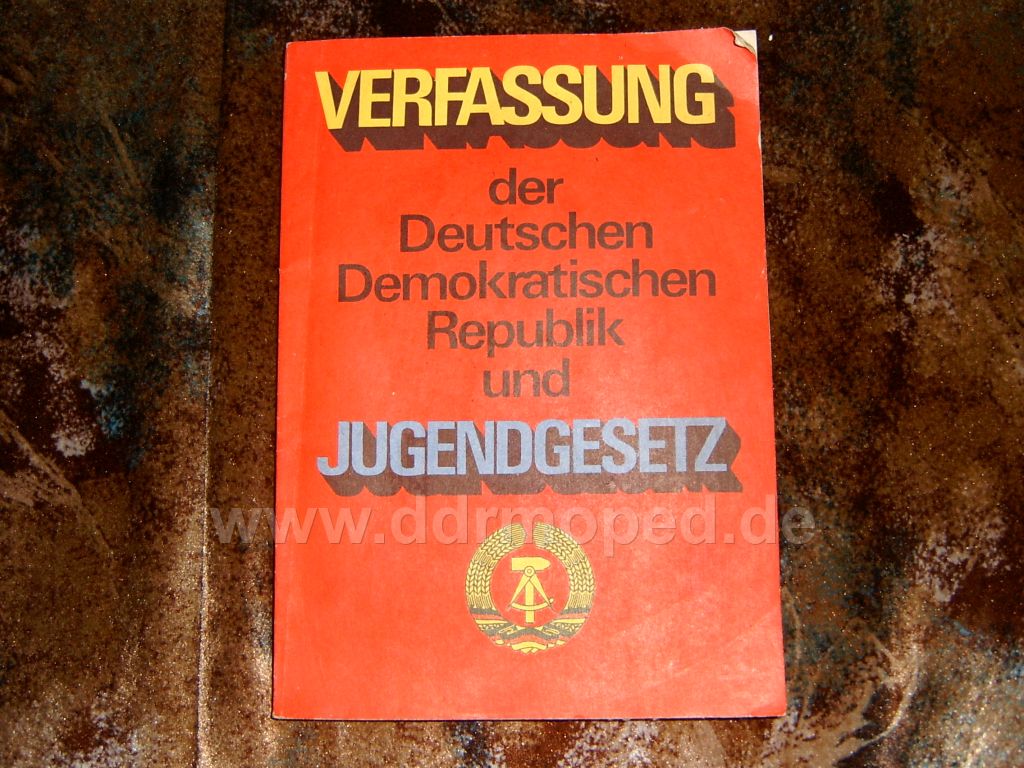 VERFASSUNG
der
Deutschen
Demokratischen
Republik
und
JUGENDGESETZ
www.ddrmoped.de